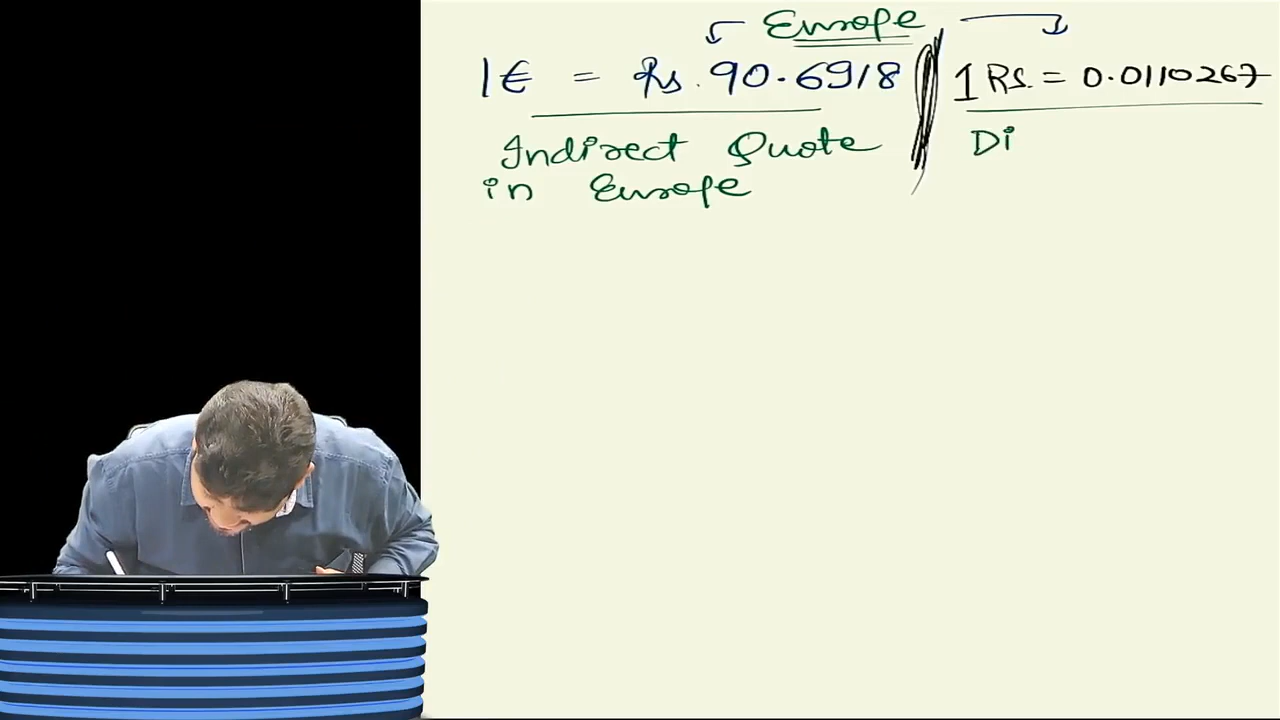 Europe
1€ = Rs. 90.6918
1 Rs. = 0.0110267
Indirect Quote
in Europe
Di